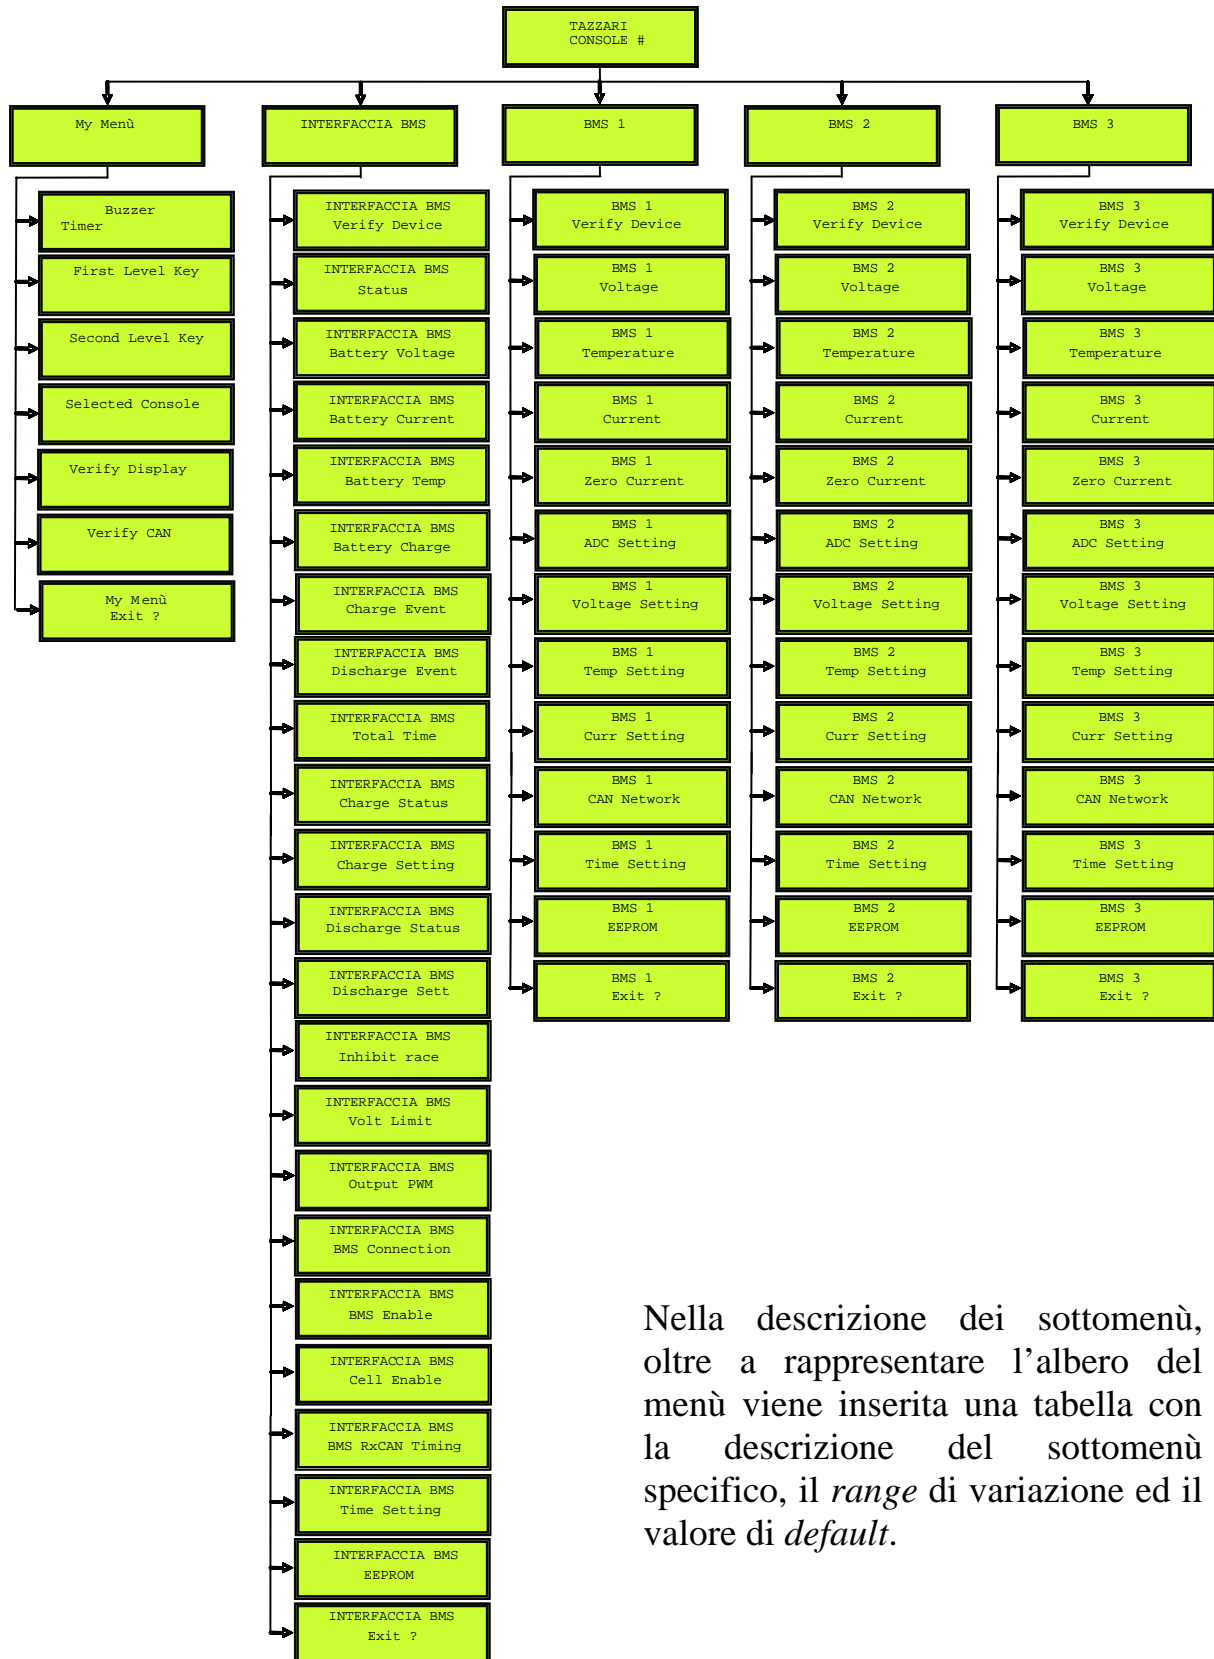 TAZZARI
CONSOLE #
My Menù
INTERFACCIA BMS
BMS 1
BMS 2
BMS 3
Buzzer
Timer
First Level Key
Second Level Key
Selected Console
Verify Display
Verify CAN
My Menù
Exit ?
INTERFACCIA BMS
Verify Device
INTERFACCIA BMS
Status
INTERFACCIA BMS
Battery Voltage
INTERFACCIA BMS
Battery Current
INTERFACCIA BMS
Battery Temp
INTERFACCIA BMS
Battery Charge
INTERFACCIA BMS
Charge Event
INTERFACCIA BMS
Discharge Event
INTERFACCIA BMS
Total Time
INTERFACCIA BMS
Charge Status
INTERFACCIA BMS
Charge Setting
INTERFACCIA BMS
Discharge Status
INTERFACCIA BMS
Discharge Sett
INTERFACCIA BMS
Inhibit race
INTERFACCIA BMS
Volt Limit
INTERFACCIA BMS
Output PWM
INTERFACCIA BMS
BMS Connection
INTERFACCIA BMS
BMS Enable
INTERFACCIA BMS
Cell Enable
INTERFACCIA BMS
BMS RxCAN Timing
INTERFACCIA BMS
Time Setting
INTERFACCIA BMS
EEPROM
INTERFACCIA BMS
Exit ?
BMS 1
Verify Device
BMS 1
Voltage
BMS 1
Temperature
BMS 1
Current
BMS 1
Zero Current
BMS 1
ADC Setting
BMS 1
Voltage Setting
BMS 1
Temp Setting
BMS 1
Curr Setting
BMS 1
CAN Network
BMS 1
Time Setting
BMS 1
EEPROM
BMS 1
Exit ?
BMS 2
Verify Device
BMS 2
Voltage
BMS 2
Temperature
BMS 2
Current
BMS 2
Zero Current
BMS 2
ADC Setting
BMS 2
Voltage Setting
BMS 2
Temp Setting
BMS 2
Curr Setting
BMS 2
CAN Network
BMS 2
Time Setting
BMS 2
EEPROM
BMS 2
Exit ?
BMS 3
Verify Device
BMS 3
Voltage
BMS 3
Temperature
BMS 3
Current
BMS 3
Zero Current
BMS 3
ADC Setting
BMS 3
Voltage Setting
BMS 3
Temp Setting
BMS 3
Curr Setting
BMS 3
CAN Network
BMS 3
Time Setting
BMS 3
EEPROM
BMS 3
Exit ?
Nella descrizione dei sottomenù,
oltre a rappresentare l’albero del
menù viene inserita una tabella con
la descrizione del sottomenù
specifico, il range di variazione ed il
valore di default.